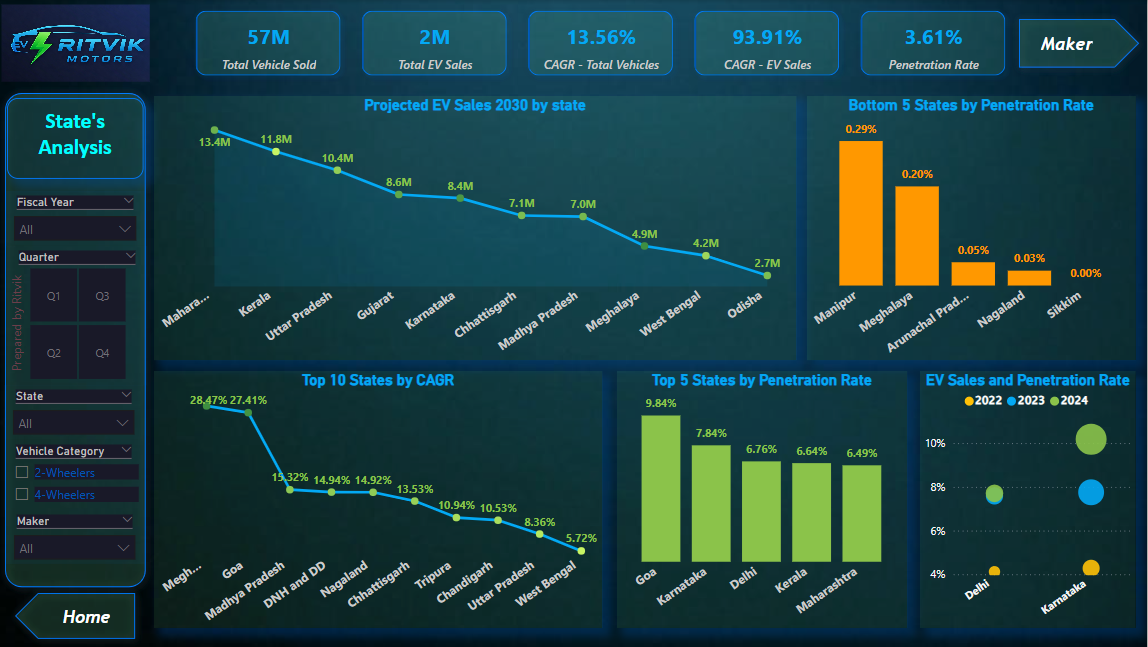 EV RITVIK
MOTORS
57M
Total Vehicle Sold
2M
Total EV Sales
13.56%
CAGR - Total Vehicles
93.91%
CAGR - EV Sales
3.61%
Penetration Rate
Maker
State's
Analysis
Fiscal Year
All
Quarter
Q1
Q3
Q2
Q4
Prepared by Ritvik
State
All
Vehicle Category
2-Wheelers
4-Wheelers
Maker
All
Home
Projected EV Sales 2030 by state
13.4M
11.8M
10.4M
8.6M
8.4M
7.1M
7.0M
4.9M
4.2M
2.7M
Mahara...
Kerala
Uttar Pradesh
Gujarat
Karnataka
Chhattisgarh
Madhya Pradesh
Meghalaya
West Bengal
Odisha
Bottom 5 States by Penetration Rate
0.29%
0.20%
0.05%
0.03%
0.00%
Manipur
Meghalaya
Arunachal Prad...
Nagaland
Sikkim
Top 10 States by CAGR
28.47%
27.41%
15.32%
14.94%
14.92%
13.53%
10.94%
10.53%
8.36%
5.72%
Megh...
Goa
Madhya Pradesh
DNH and DD
Nagaland
Chhattisgarh
Tripura
Chandigarh
Uttar Pradesh
West Bengal
Top 5 States by Penetration Rate
9.84%
7.84%
6.76%
6.64%
6.49%
Goa
Karnataka
Delhi
Kerala
Maharashtra
EV Sales and Penetration Rate
2022 2023 2024
10%
8%
6%
4%
Delhi
Karnataka